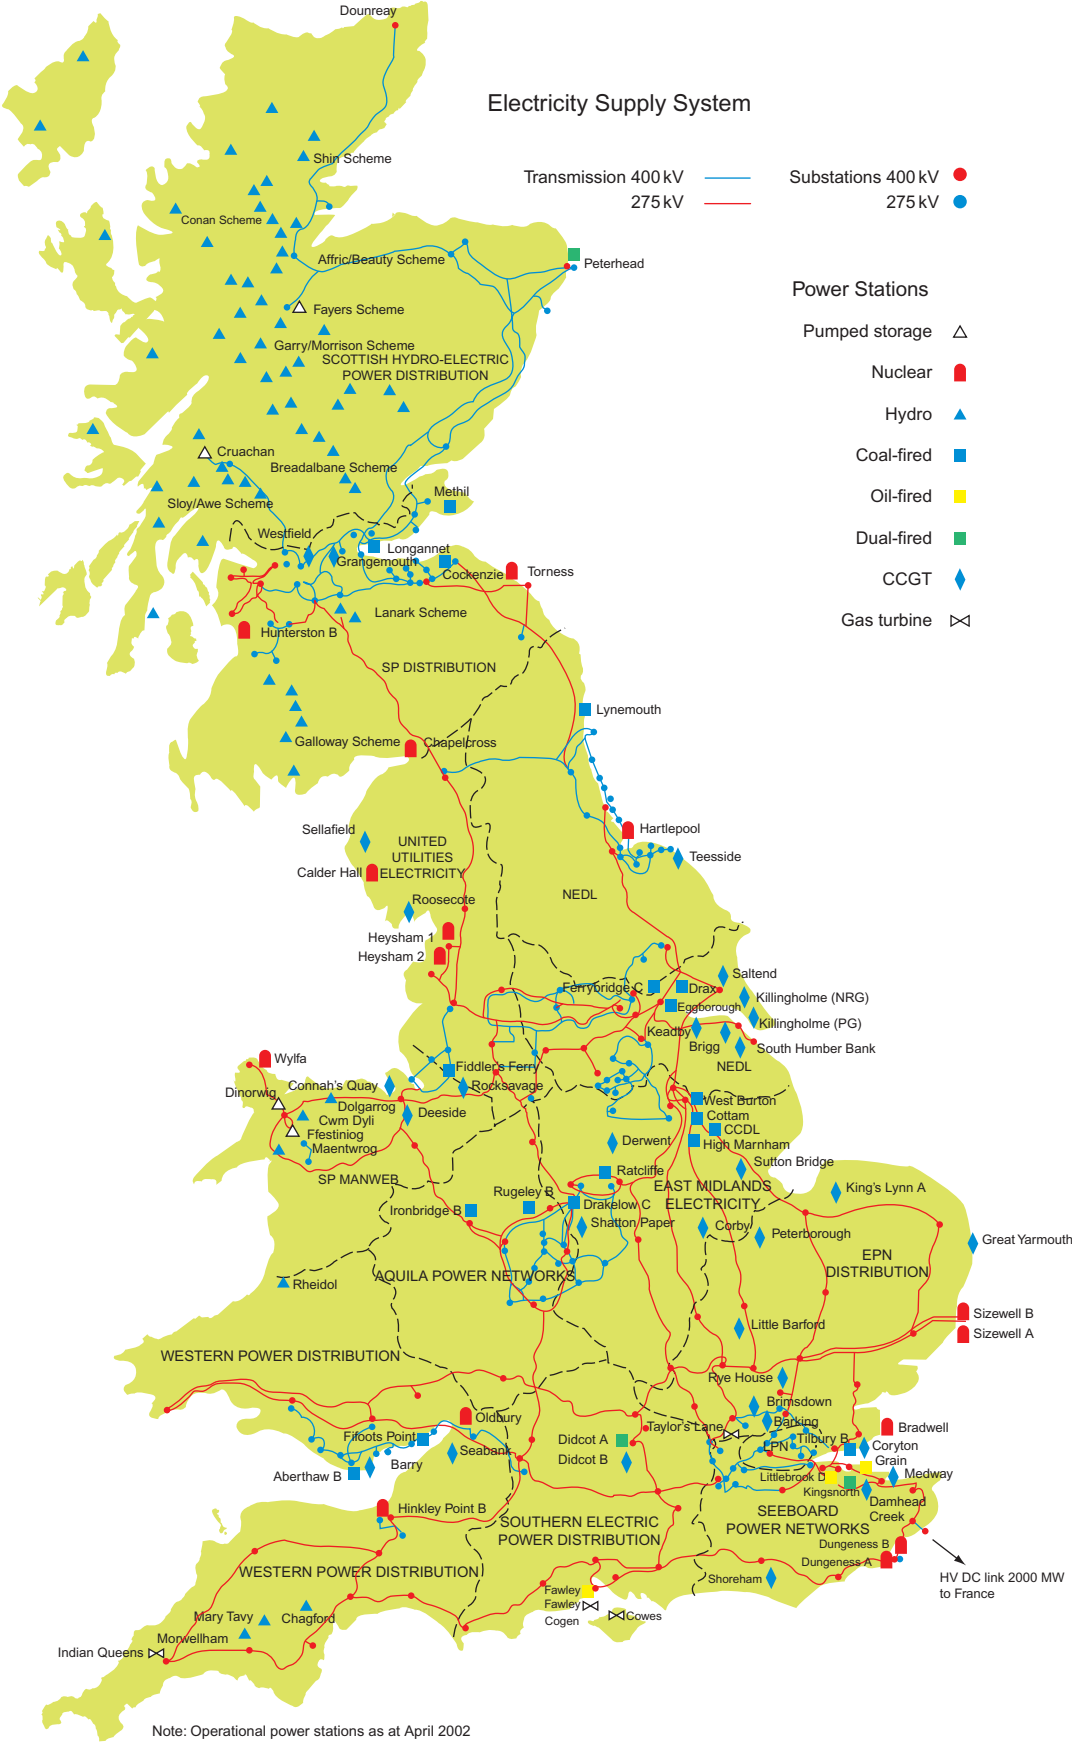 Dounreay
Electricity Supply System
Transmission 400 kV
Substations 400 kV
275 kV
275 kV
Shin Scheme
Conan Scheme
Affric/Beauty Scheme
Peterhead
Power Stations
Fayers Scheme
Pumped storage
Garry/Morrison Scheme
SCOTTISH HYDRO-ELECTRIC
POWER DISTRIBUTION
Nuclear
Hydro
Cruachan
Coal-fired
Breadalbane Scheme
Methil
Oil-fired
Sloy/Awe Scheme
Westfield
Dual-fired
Longannet
Grangemouth
Cockenzie
Torness
CCGT
Lanark Scheme
Gas turbine
Hunterston B
SP DISTRIBUTION
Lynemouth
Galloway Scheme
Chapelcross
Sellafield
Hartlepool
UNITED
UTILITIES
ELECTRICITY
Teesside
Calder Hall
NEDL
Roosecote
Heysham 1
Heysham 2
Saltend
Ferrybridge C
Drax
Killingholme (NRG)
Eggborough
Killingholme (PG)
Keadby
Brigg
South Humber Bank
Wylfa
Fiddler's Ferry
NEDL
Connah's Quay
Rocksavage
Dinorwig
Dolgarrog
Deeside
West Burton
Cwm Dyli
Cottam
Ffestiniog
CCDL
Maentwrog
Derwent
High Marnham
Sutton Bridge
SP MANWEB
Ratcliffe
EAST MIDLANDS
ELECTRICITY
King's Lynn A
Rugeley B
Ironbridge B
Drakelow C
Shatton Paper
Corby
Peterborough
Great Yarmouth
EPN
DISTRIBUTION
AQUILA POWER NETWORKS
Rheidol
Sizewell B
Little Barford
Sizewell A
WESTERN POWER DISTRIBUTION
Rye House
Brimsdown
Oldbury
Taylor's Lane
Barking
Bradwell
Fifoots Point
Didcot A
Tilbury B
LPN
Coryton
Seabank
Didcot B
Grain
Barry
Aberthaw B
Littlebrook D
Medway
Kingsnorth
Damhead
Creek
Hinkley Point B
SOUTHERN ELECTRIC
POWER DISTRIBUTION
SEEBOARD
POWER NETWORKS
Dungeness B
Dungeness A
WESTERN POWER DISTRIBUTION
Shoreham
HV DC link 2000 MW
to France
Fawley
Fawley
Cogen
Cowes
Mary Tavy
Chagford
Morwellham
Indian Queens
Note: Operational power stations as at April 2002